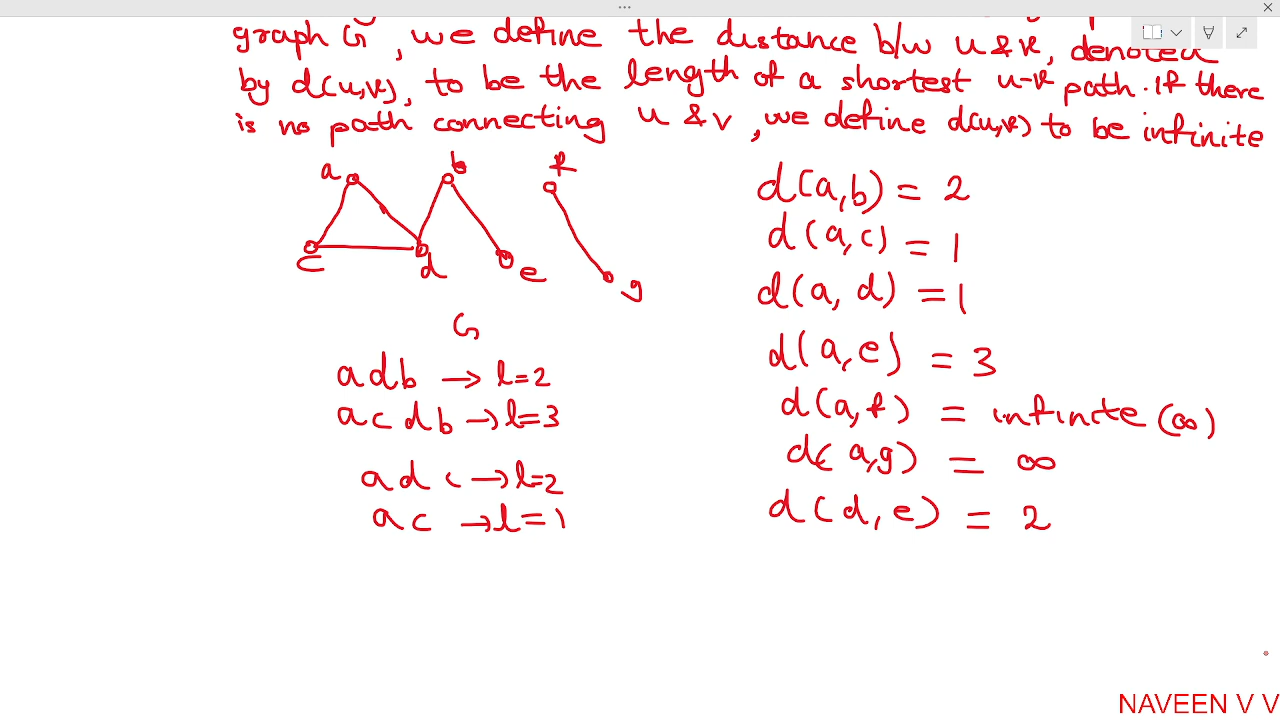 graph G, we define the distance b/w u & v, denoted
by d(u,v), to be the length of a shortest u-v path. If there
is no path connecting u & v, we define d(u,v) to be infinite
a
b
f
c
d
e
g
G
adb → l=2
acdb → l=3
adc → l=2
ac → l=1
d(a,b) = 2
d(a,c) = 1
d(a, d) = 1
d(a,e) = 3
d(a,f) = infinite (∞)
d(a,g) = ∞
d(d,e) = 2
NAVEEN V V